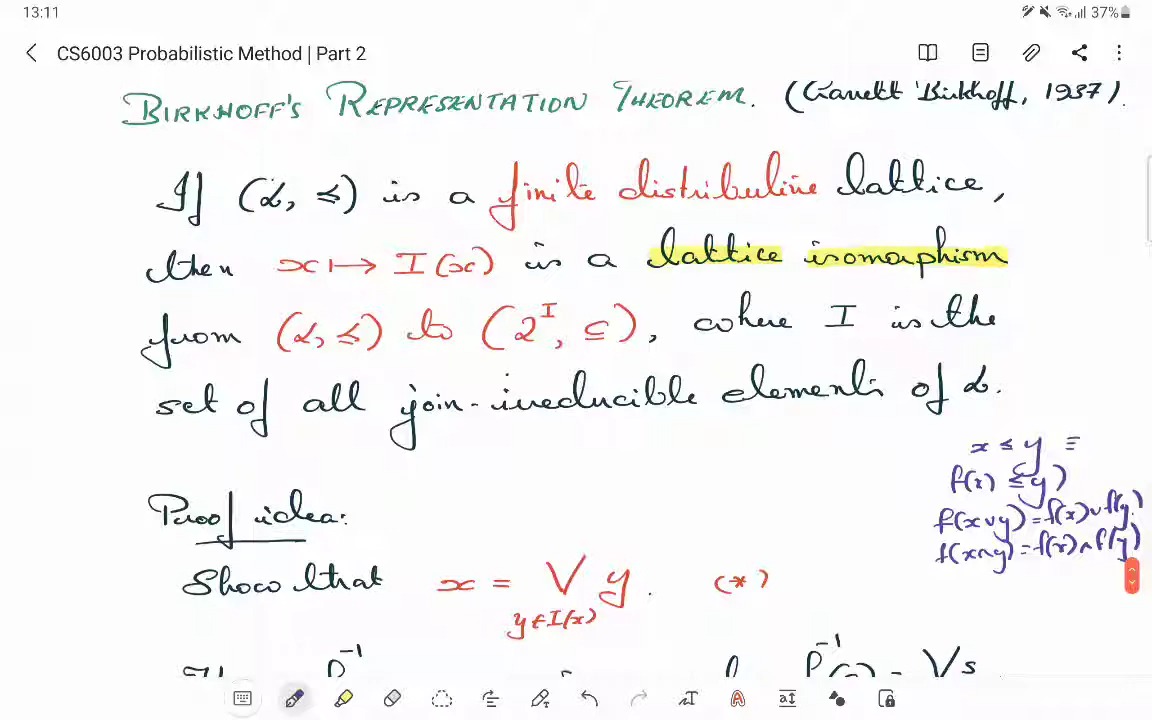 13:11
37%
CS6003 Probabilistic Method | Part 2
BIRKHOFF'S REPRESENTATION THEOREM. (Garrett Birkhoff, 1937).
If (ℒ, ≤) is a finite distributive lattice,
then x ↦ I(x) is a lattice isomorphism
from (ℒ, ≤) to (2^I, ⊆), where I is the
set of all join-irreducible elements of ℒ.
x ≤ y ≡
f(x) ≤ y)
f(x∨y) = f(x)∨f(y)
f(x∧y) = f(x)∧f(y)
Proof idea:
Show that x = ⋁ y. (*)
y∈I(x)